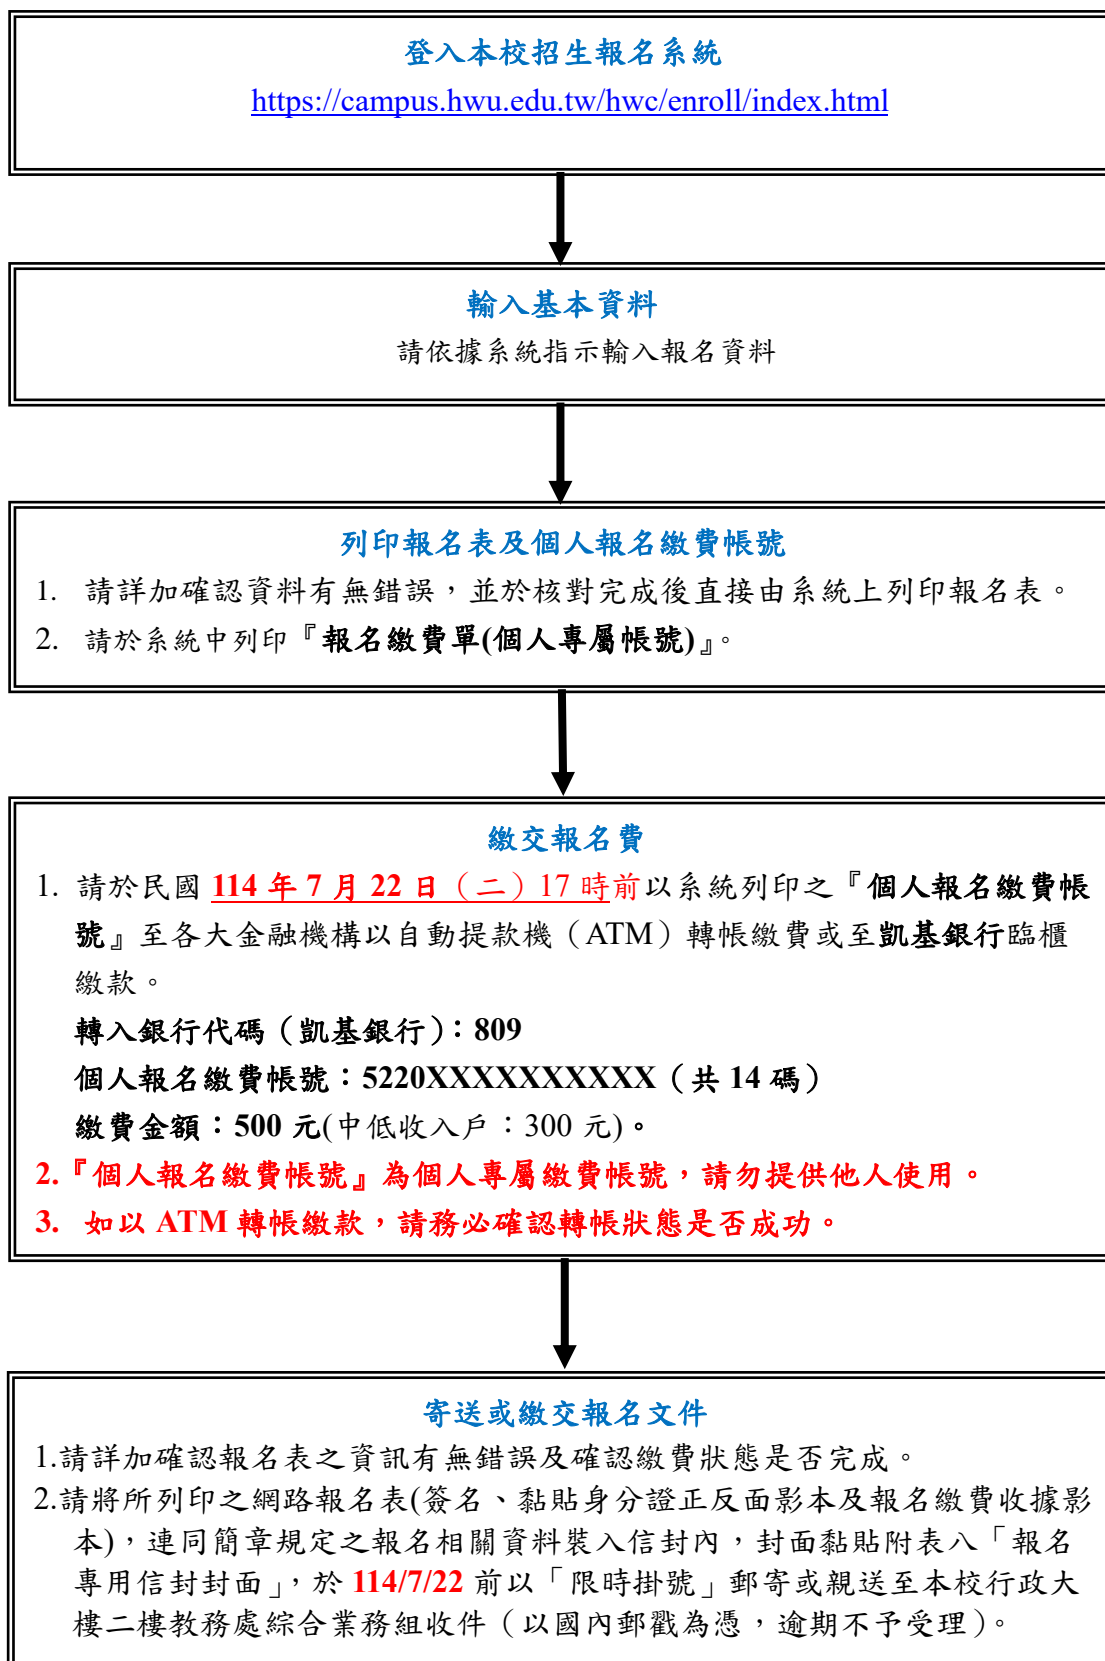 登入本校招生報名系統
https://campus.hwu.edu.tw/hwc/enroll/index.html
輸入基本資料
請依據系統指示輸入報名資料
列印報名表及個人報名繳費帳號
1. 請詳加確認資料有無錯誤，並於核對完成後直接由系統上列印報名表。
2. 請於系統中列印『報名繳費單(個人專屬帳號)』。
繳交報名費
1. 請於民國 114 年 7 月 22 日（二）17 時前以系統列印之『個人報名繳費帳
號』至各大金融機構以自動提款機（ATM）轉帳繳費或至凱基銀行臨櫃
繳款。
轉入銀行代碼（凱基銀行）：809
個人報名繳費帳號：5220XXXXXXXXXX（共 14 碼）
繳費金額：500 元(中低收入戶：300 元)。
2.『個人報名繳費帳號』為個人專屬繳費帳號，請勿提供他人使用。
3. 如以 ATM 轉帳繳款，請務必確認轉帳狀態是否成功。
寄送或繳交報名文件
1.請詳加確認報名表之資訊有無錯誤及確認繳費狀態是否完成。
2.請將所列印之網路報名表(簽名、黏貼身分證正反面影本及報名繳費收據影
本)，連同簡章規定之報名相關資料裝入信封內，封面黏貼附表八「報名
專用信封封面」，於 114/7/22 前以「限時掛號」郵寄或親送至本校行政大
樓二樓教務處綜合業務組收件（以國內郵戳為憑，逾期不予受理）。